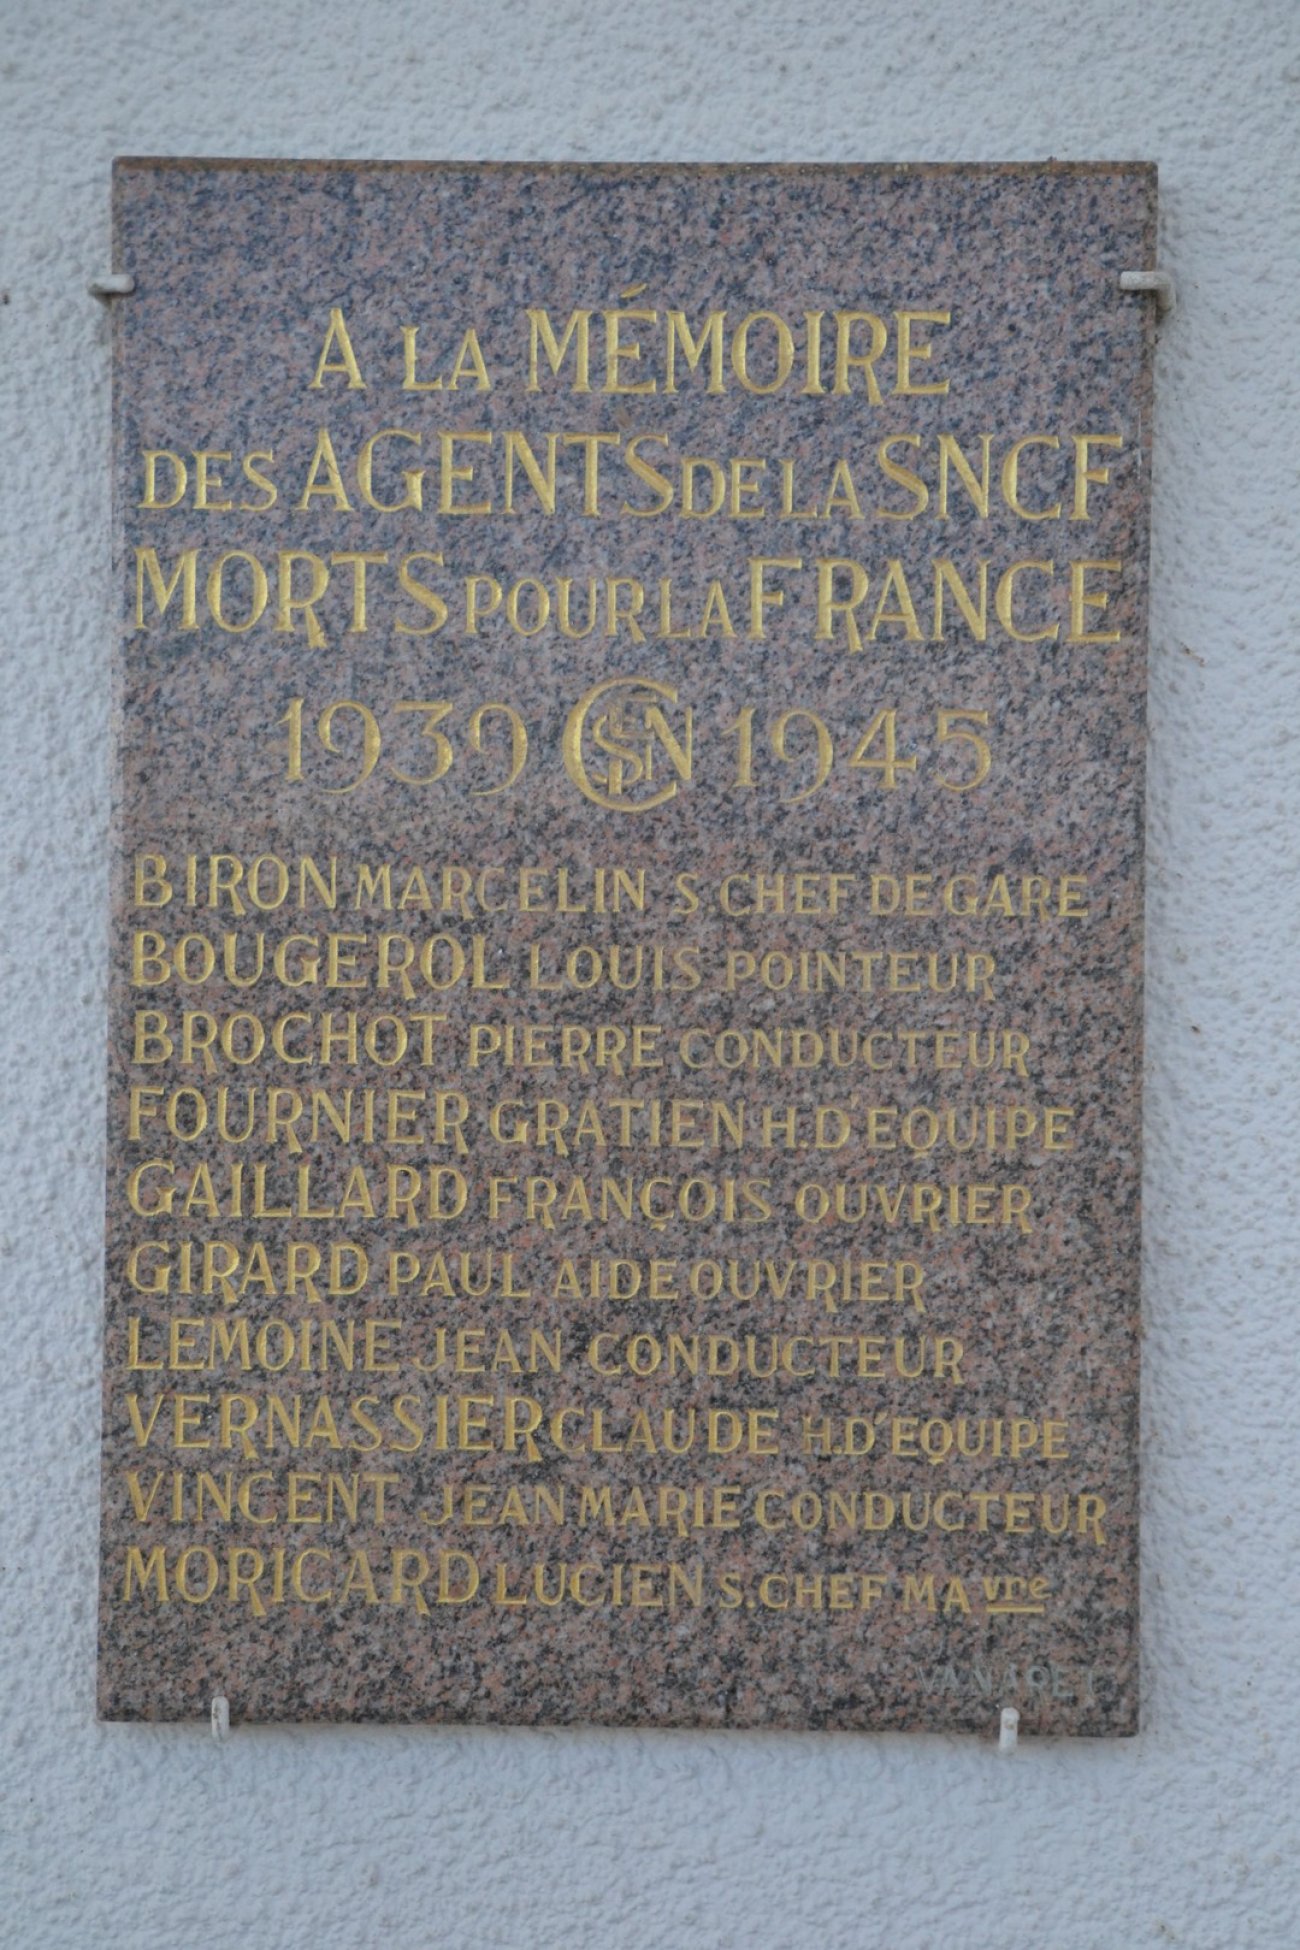 A LA MÉMOIRE
DES AGENTS DE LA SNCF
MORTS POUR LA FRANCE
1939 SNCF 1945
BIRON MARCELIN S CHEF DE GARE
BOUGEROL LOUIS POINTEUR
BROCHOT PIERRE CONDUCTEUR
FOURNIER GRATIEN H.D'EQUIPE
GAILLARD FRANÇOIS OUVRIER
GIRARD PAUL AIDE OUVRIER
LEMOINE JEAN CONDUCTEUR
VERNASSIER CLAUDE H.D'EQUIPE
VINCENT JEAN MARIE CONDUCTEUR
MORICARD LUCIEN S.CHEF MAvre